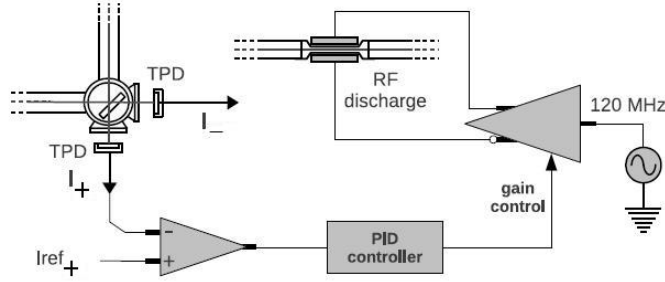 TPD
I_
RF
discharge
120 MHz
TPD
I+
gain
control
-
Iref+
+
PID
controller